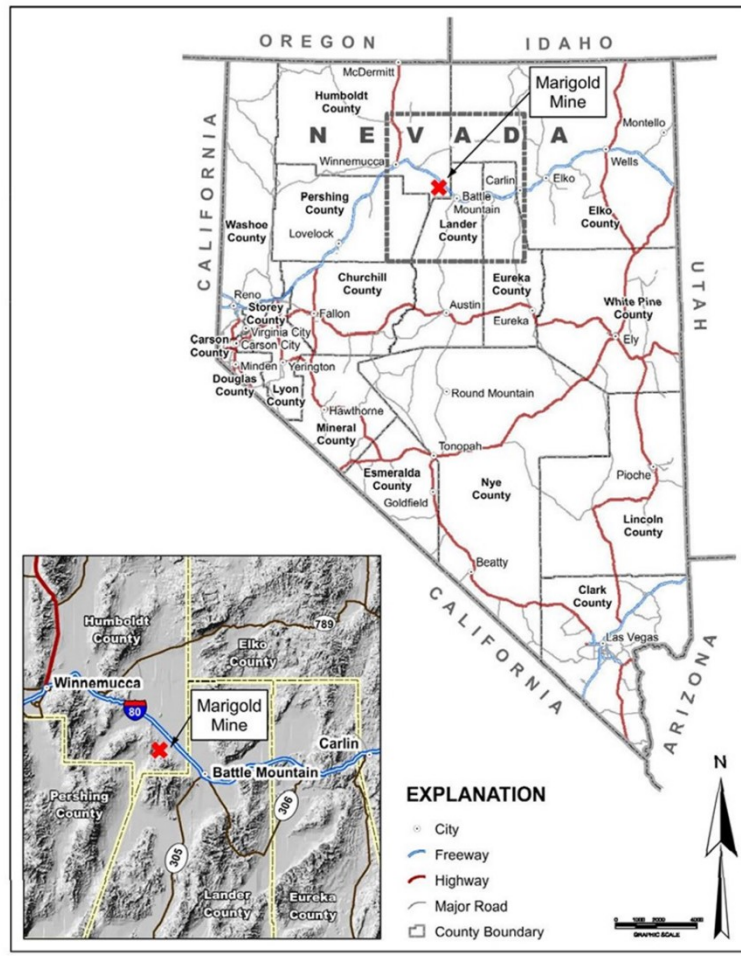 OREGON
IDAHO
McDermitt
Marigold
Mine
Humboldt
County
Montello
NEVADA
Winnemucca
Wells
Carlin
Elko
Battle
Mountain
Pershing
County
Elko
County
Lander
County
Washoe
County
Lovelock
CALIFORNIA
UTAH
Churchill
County
Eureka
County
White Pine
County
Reno
Storey
County
Fallon
Austin
Eureka
Virginia City
Carson
County
Carson City
Ely
Minden
Yerington
Douglas
County
Lyon
County
Round Mountain
Hawthorne
Mineral
County
Tonopah
Esmeralda
County
Pioche
Nye
County
Goldfield
Lincoln
County
Beatty
Clark
County
CALIFORNIA
Las Vegas
ARIZONA
Humboldt
County
789
Elko
County
Winnemucca
80
Marigold
Mine
Carlin
Battle Mountain
Pershing
County
305
306
Lander
County
Eureka
County
N
EXPLANATION
City
Freeway
Highway
Major Road
County Boundary
GRAPHIC SCALE